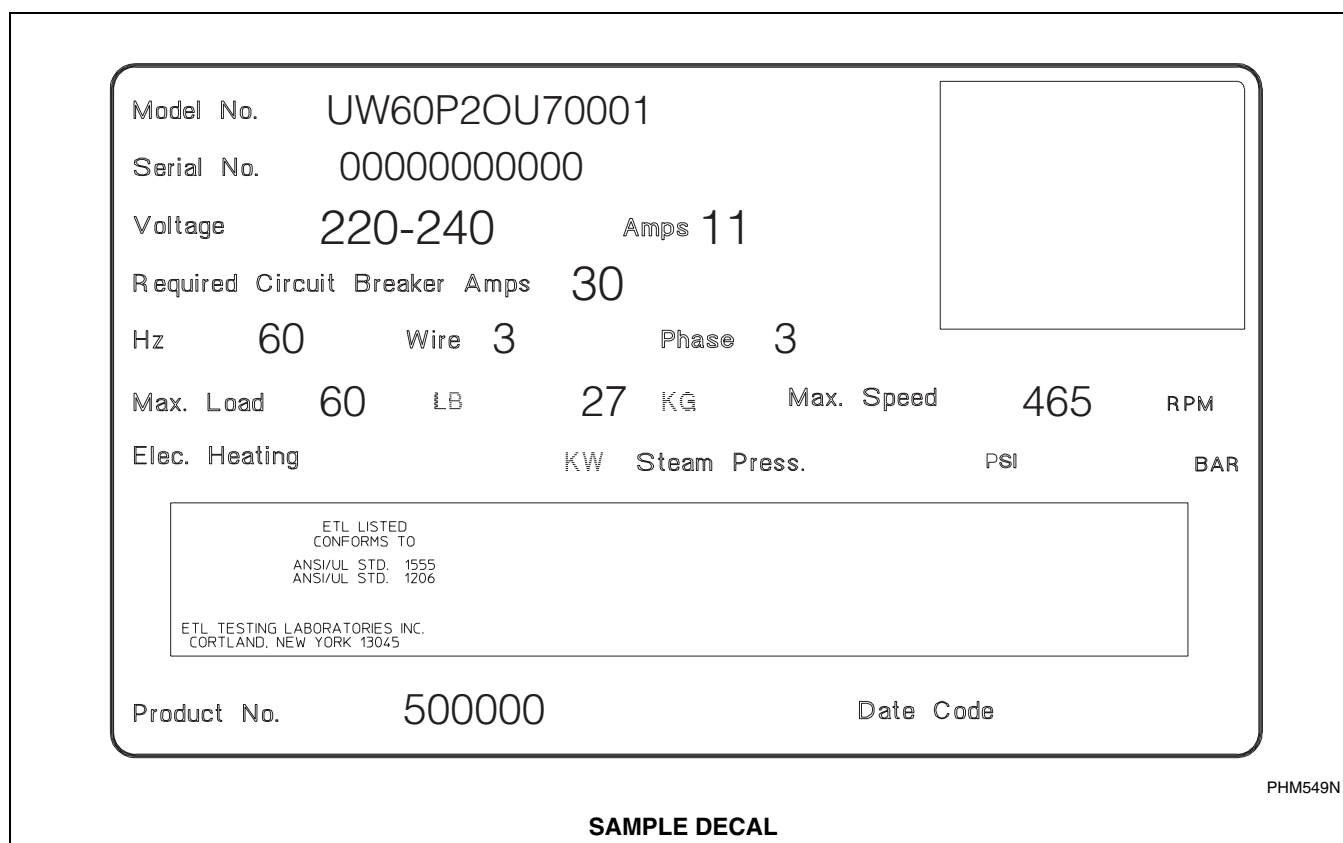 Model No. UW60P2OU70001
Serial No. 00000000000
Voltage 220-240 Amps 11
Required Circuit Breaker Amps 30
Hz 60 Wire 3 Phase 3
Max. Load 60 LB 27 KG Max. Speed 465 RPM
Elec. Heating KW Steam Press. PSI BAR
ETL LISTED
CONFORMS TO
ANSI/UL STD. 1555
ANSI/UL STD. 1206
ETL TESTING LABORATORIES INC.
CORTLAND, NEW YORK 13045
Product No. 500000 Date Code
PHM549N
SAMPLE DECAL